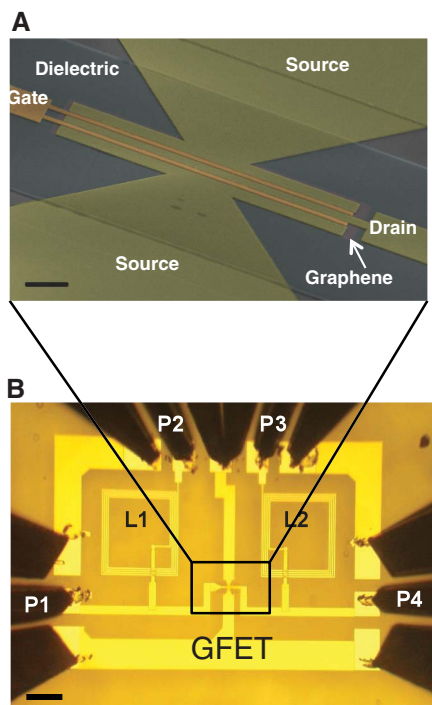 A
Dielectric
Source
Gate
Drain
Source
Graphene
B
P2
P3
L1
L2
P1
P4
GFET